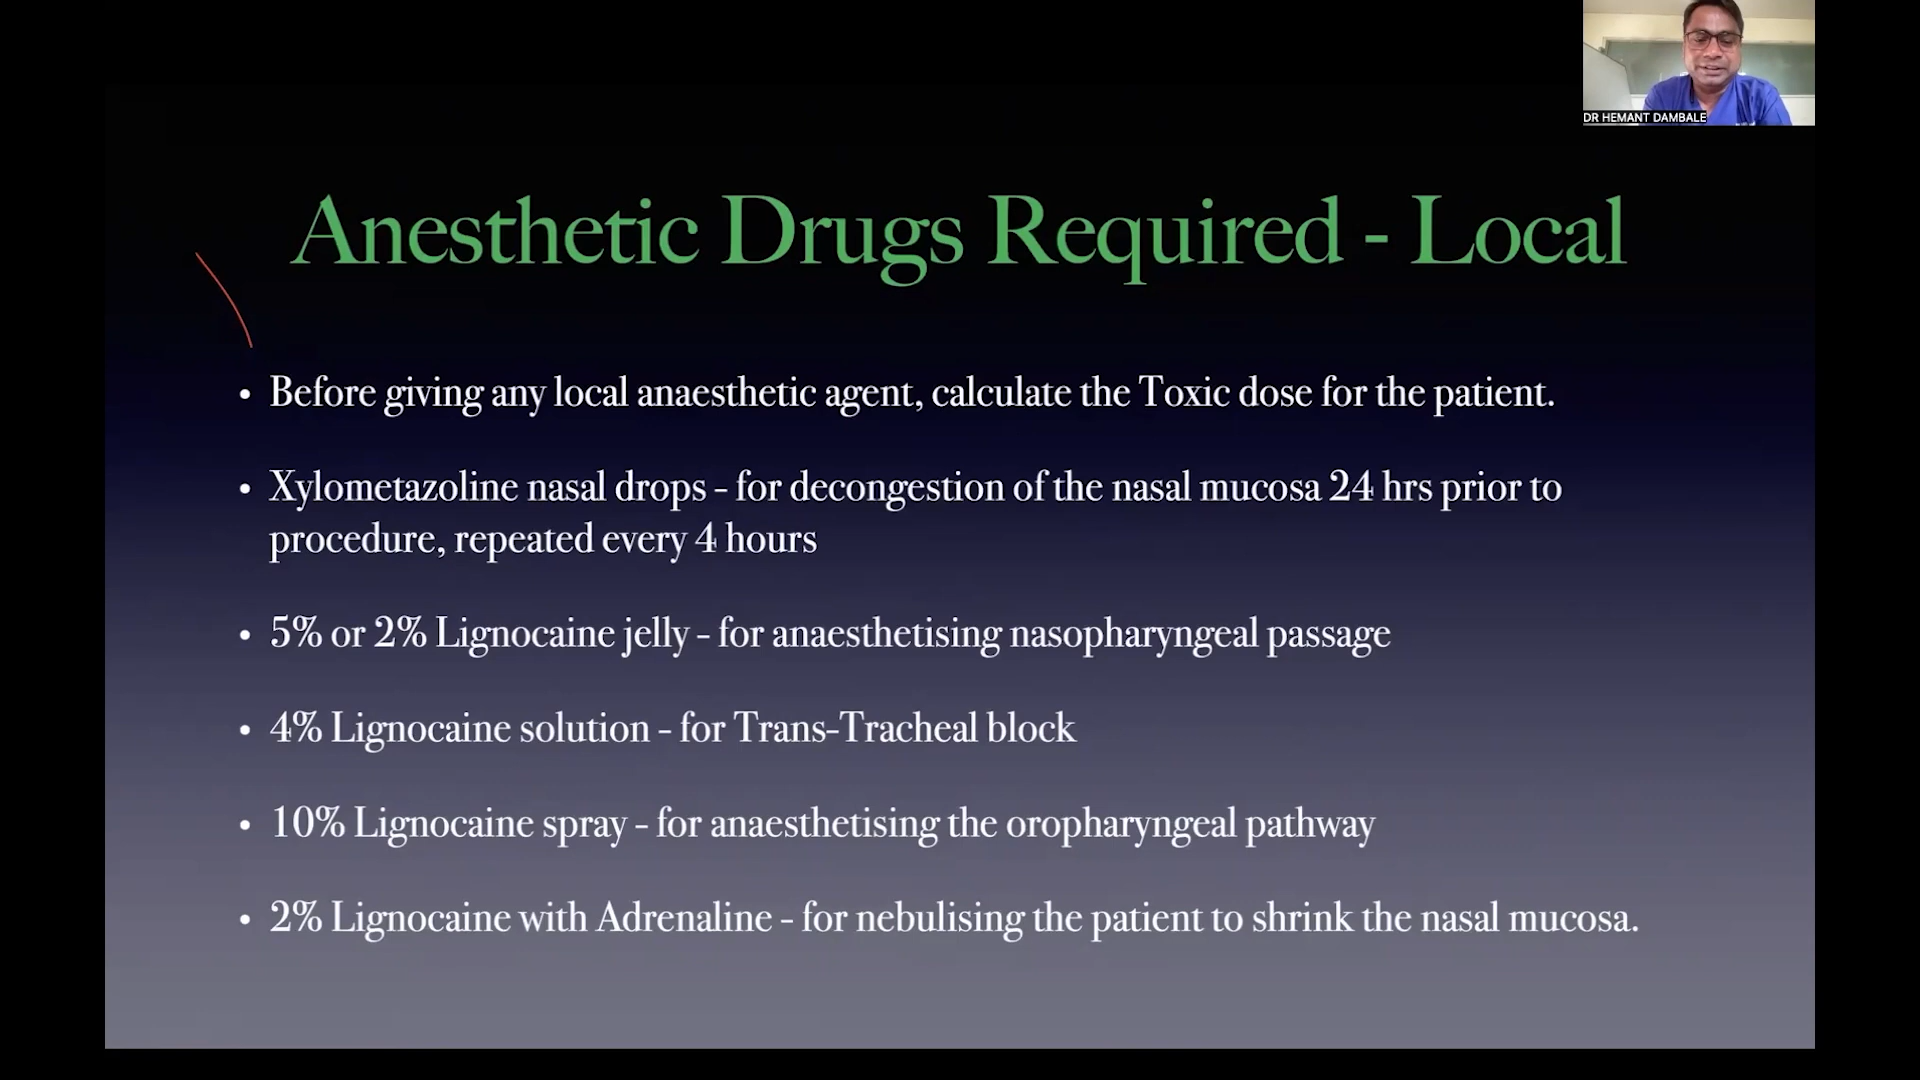 DR HEMANT DAMBALE
Anesthetic Drugs Required - Local
• Before giving any local anaesthetic agent, calculate the Toxic dose for the patient.
• Xylometazoline nasal drops - for decongestion of the nasal mucosa 24 hrs prior to
procedure, repeated every 4 hours
• 5% or 2% Lignocaine jelly - for anaesthetising nasopharyngeal passage
• 4% Lignocaine solution - for Trans-Tracheal block
• 10% Lignocaine spray - for anaesthetising the oropharyngeal pathway
• 2% Lignocaine with Adrenaline - for nebulising the patient to shrink the nasal mucosa.